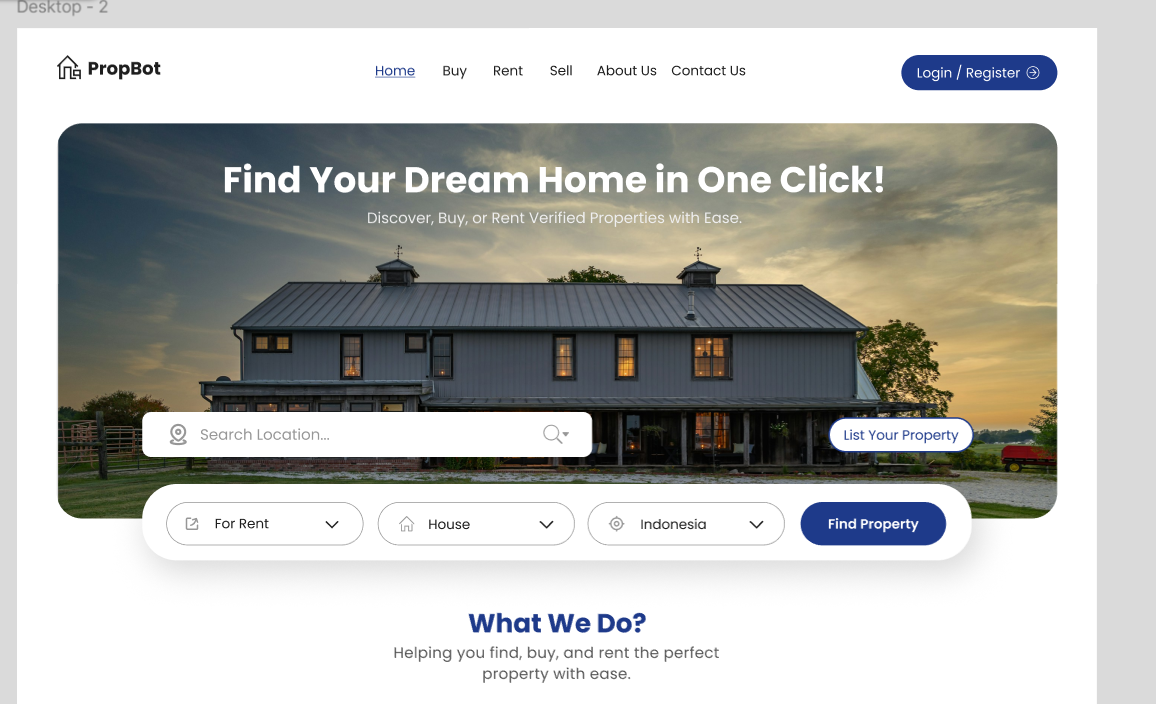 Desktop - 2
PropBot
Home Buy Rent Sell About Us Contact Us
Login / Register
Find Your Dream Home in One Click!
Discover, Buy, or Rent Verified Properties with Ease.
Search Location...
List Your Property
For Rent House Indonesia Find Property
What We Do?
Helping you find, buy, and rent the perfect
property with ease.